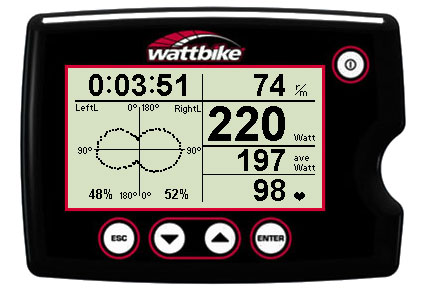 wattbike
0:03:51
74 r/m
LeftL 0° 180° RightL
220 Watt
90° 90°
197 ave Watt
48% 180° 0° 52%
98
ESC ENTER